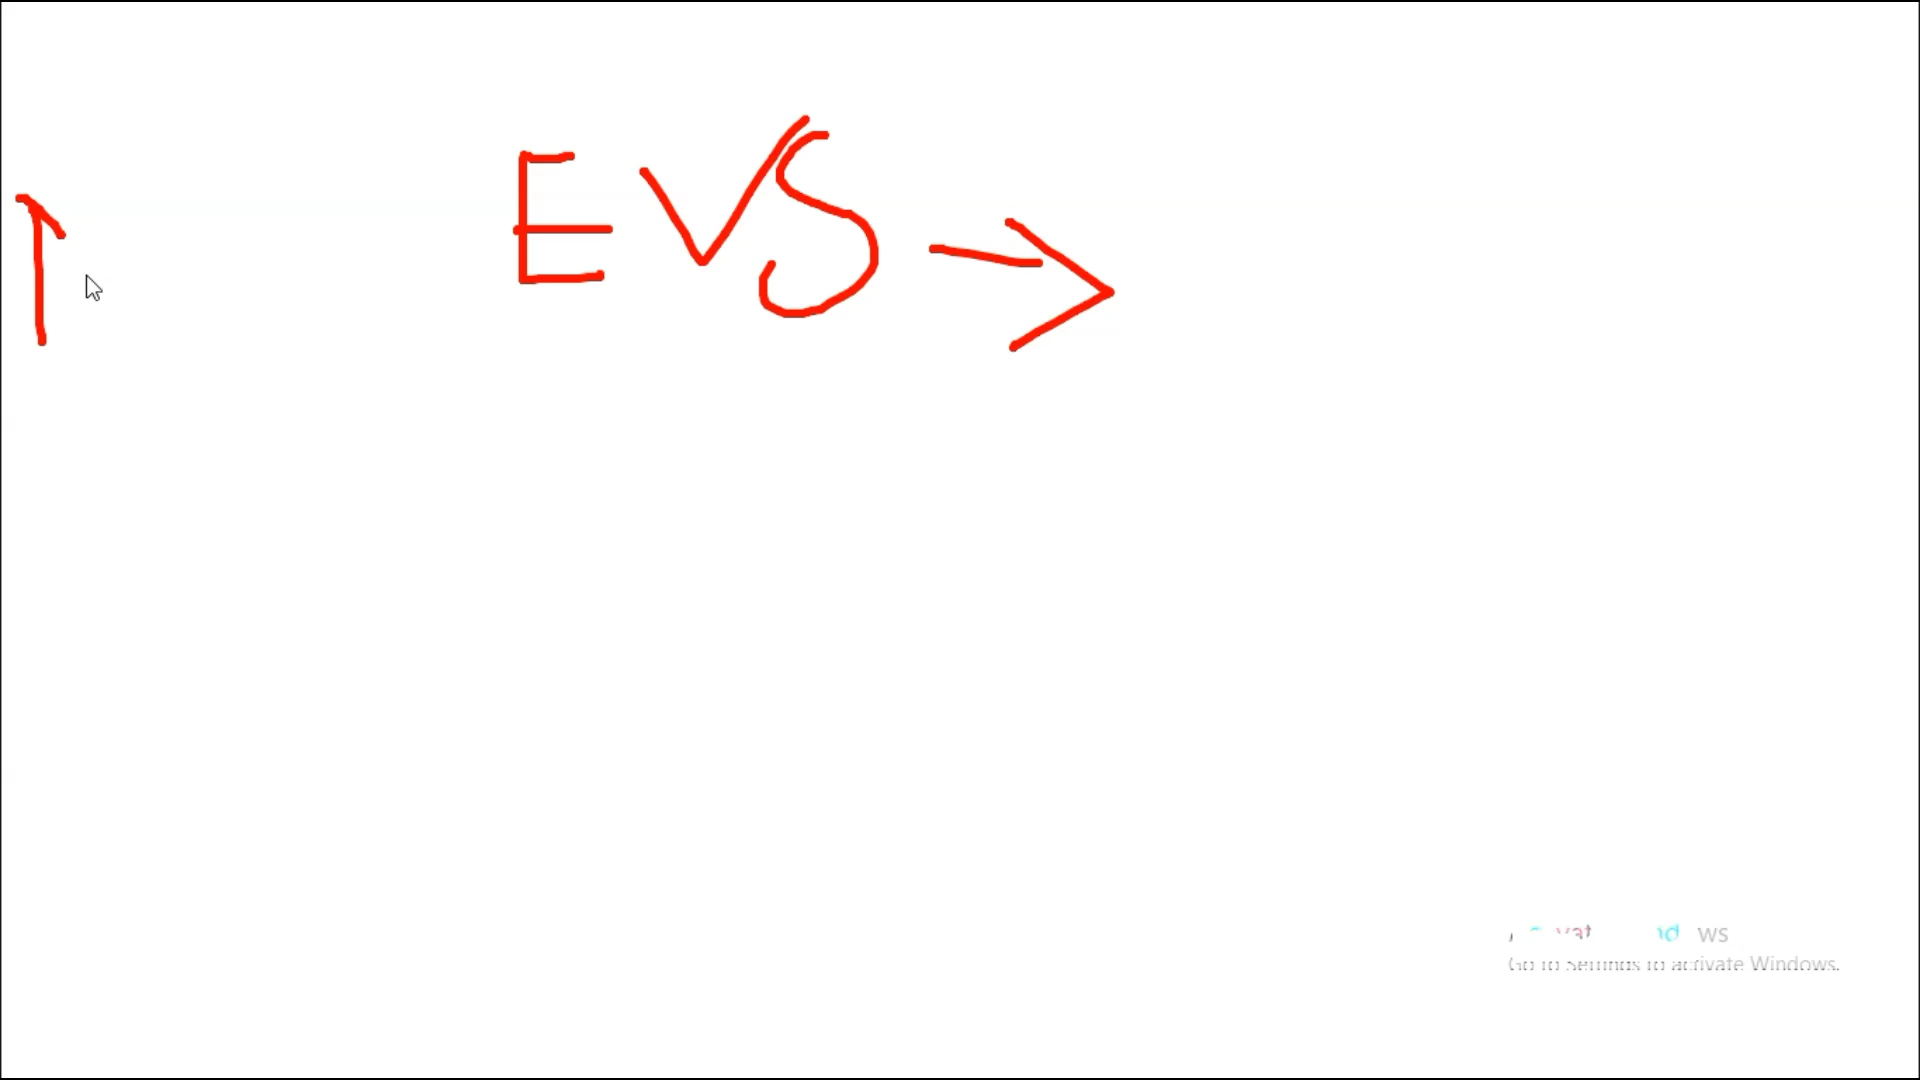 ↑ EVS →
Go to Settings to activate Windows.